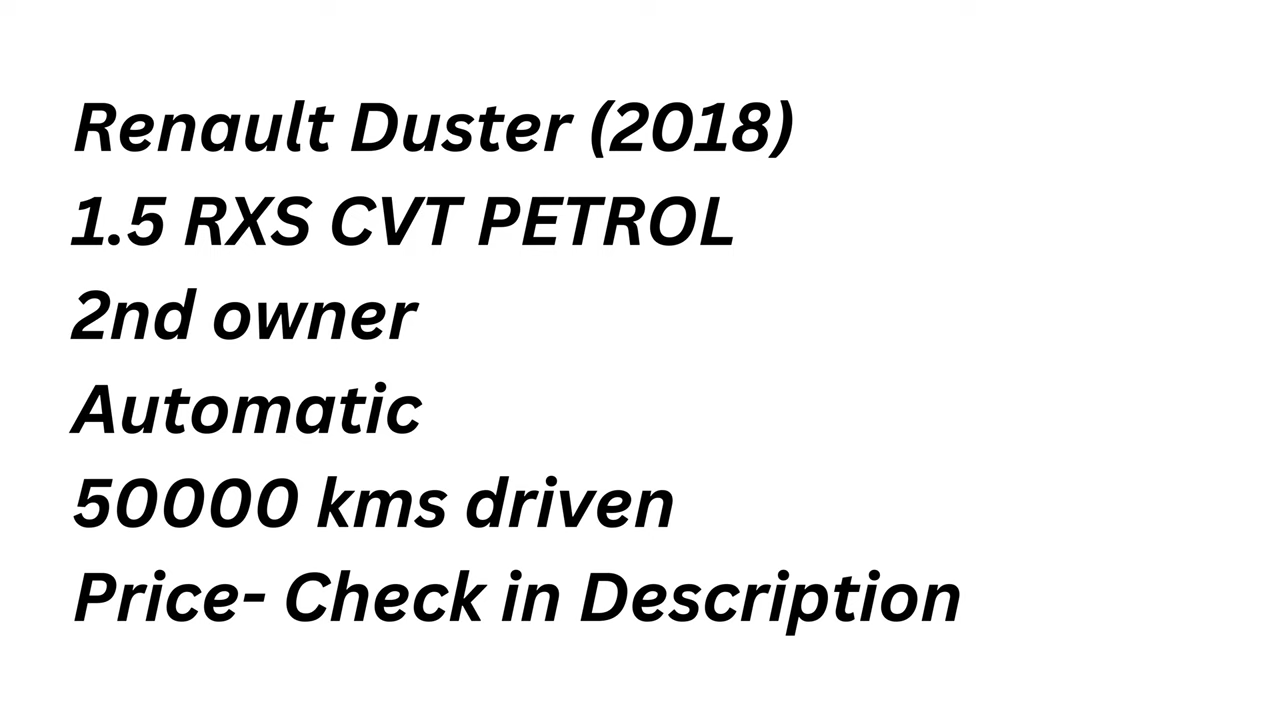 Renault Duster (2018)
1.5 RXS CVT PETROL
2nd owner
Automatic
50000 kms driven
Price- Check in Description